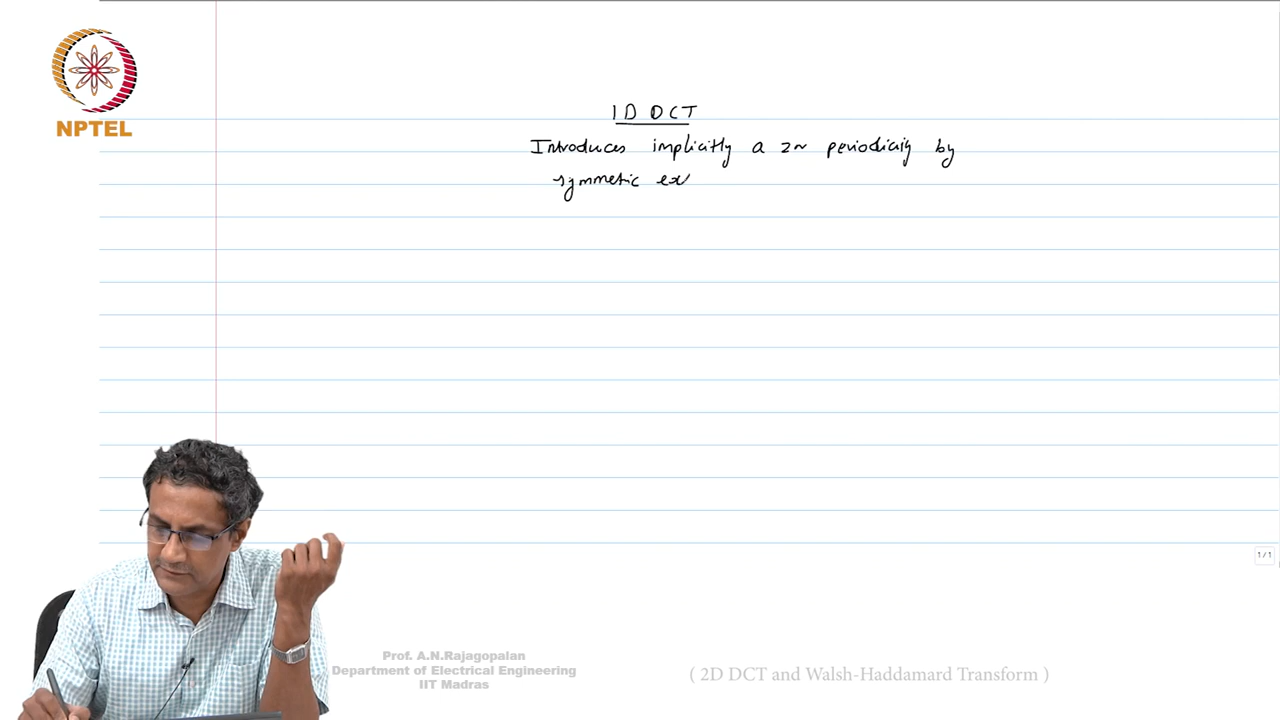 NPTEL
1D DCT
Introduces implicitly a 2N periodicity by
symmetric ex
1/1
Prof. A.N.Rajagopalan
Department of Electrical Engineering
IIT Madras
( 2D DCT and Walsh-Haddamard Transform )